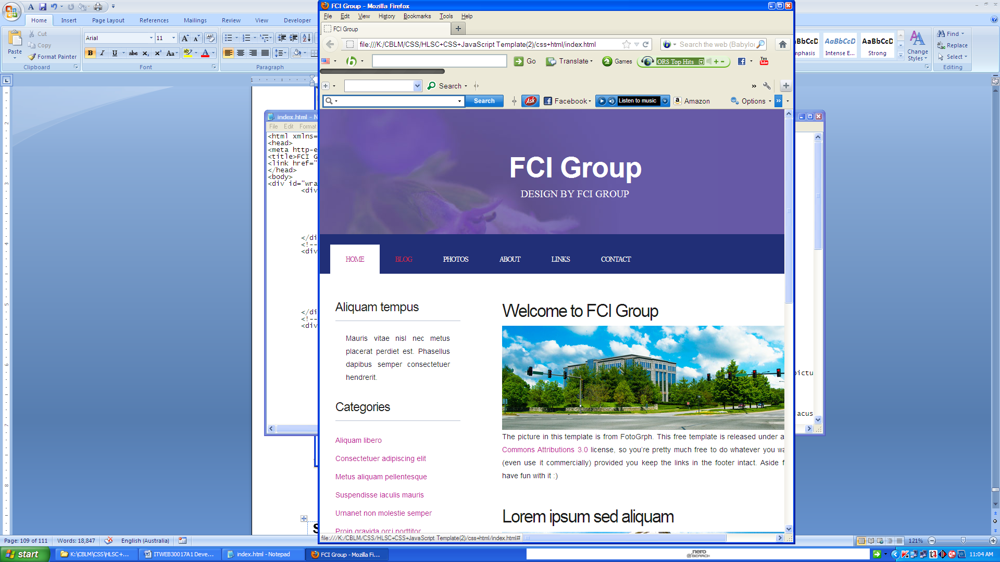 Home Insert Page Layout References Mailings Review View Developer
Cut
Copy
Format Painter
Paste
Clipboard
Arial 11
Font
Paragraph
Intense E...
Strong
Change Styles
Find
Replace
Select
Editing
FCI Group - Mozilla Firefox
File Edit View History Bookmarks Tools Help
FCI Group
file:///K:/CBLM/CSS/HLSC+CSS+JavaScript Template(2)/css+html/index.html
Search the web (Babylo
Go Translate Games ORS Top Hits You Tube
Search
Search Ask Facebook Listen to music Amazon Options
index.html - N
File Edit Format
<html xmlns=
<head>
<meta http-e
<title>FCI G
<link href="
</head>
<body>
<div id="wra
<div
</di
<!--
<div
</di
<!--
<div
pictu
acus
FCI Group
DESIGN BY FCI GROUP
HOME BLOG PHOTOS ABOUT LINKS CONTACT
Aliquam tempus
Mauris vitae nisl nec metus
placerat perdiet est. Phasellus
dapibus semper consectetuer
hendrerit.
Categories
Aliquam libero
Consectetuer adipiscing elit
Metus aliquam pellentesque
Suspendisse iaculis mauris
Urnanet non molestie semper
Proin gravida orci porttitor
Welcome to FCI Group
The picture in this template is from FotoGrph. This free template is released under a
Commons Attributions 3.0 license, so you're pretty much free to do whatever you wa
(even use it commercially) provided you keep the links in the footer intact. Aside f
have fun with it :)
Lorem ipsum sed aliquam
file:///K:/CBLM/CSS/HLSC+CSS+JavaScript Template(2)/css+html/index.html#
Page: 109 of 111 Words: 18,847 English (Australia) 121%
start K:\CBLM\CSS\HLSC+... ITWEB30017A1 Deve... index.html - Notepad FCI Group - Mozilla Fi... nero SEARCH 11:04 AM